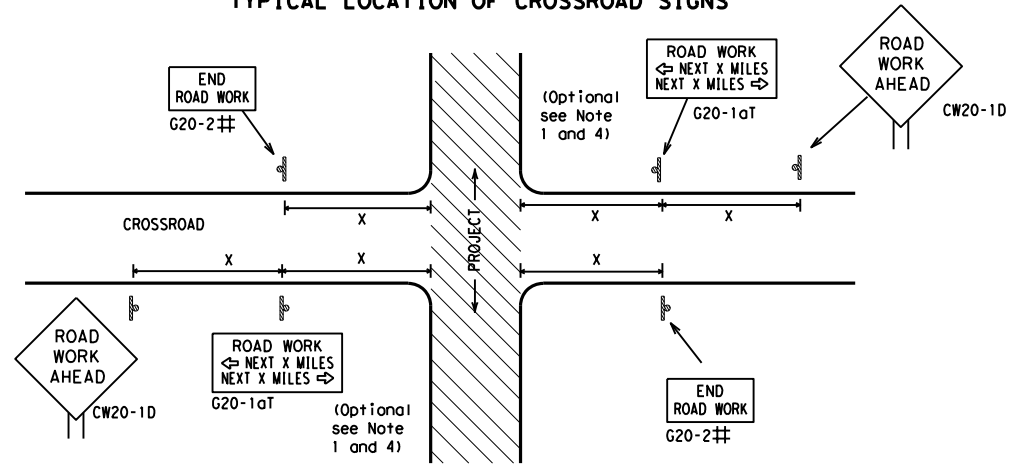 TYPICAL LOCATION OF CROSSROAD SIGNS
ROAD
WORK
AHEAD
CW20-1D
ROAD WORK
⇦ NEXT X MILES
NEXT X MILES ⇨
G20-1aT
(Optional
see Note
1 and 4)
END
ROAD WORK
G20-2#
X
X
X
CROSSROAD
PROJECT
X
X
X
ROAD
WORK
AHEAD
CW20-1D
ROAD WORK
⇦ NEXT X MILES
NEXT X MILES ⇨
G20-1aT
(Optional
see Note
1 and 4)
END
ROAD WORK
G20-2#